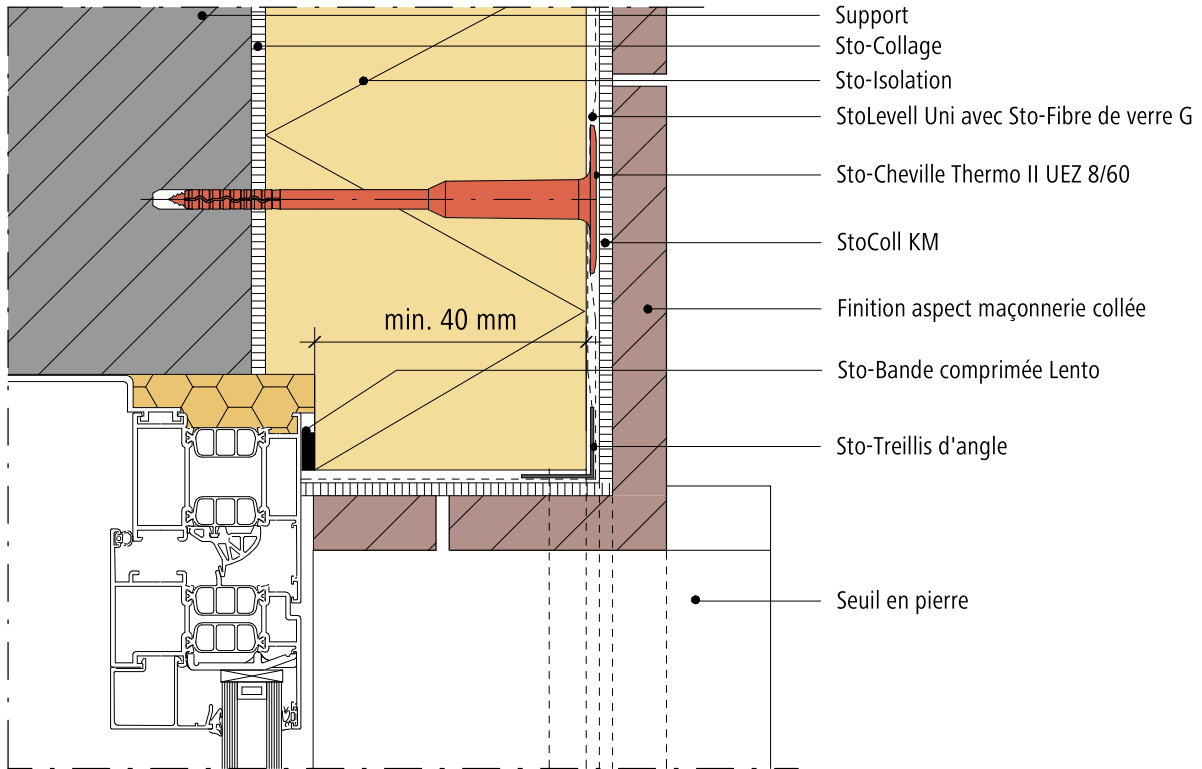 Support
Sto-Collage
Sto-Isolation
StoLevell Uni avec Sto-Fibre de verre G
Sto-Cheville Thermo II UEZ 8/60
StoColl KM
Finition aspect maçonnerie collée
min. 40 mm
Sto-Bande comprimée Lento
Sto-Treillis d'angle
Seuil en pierre